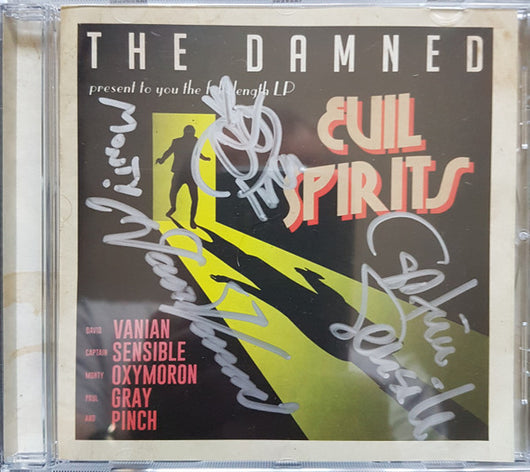 THE DAMNED
present to you the full length LP
EVIL
SPIRITS
Monty
Captain
Sensible
DAVID VANIAN
CAPTAIN SENSIBLE
MONTY OXYMORON
PAUL GRAY
AND PINCH